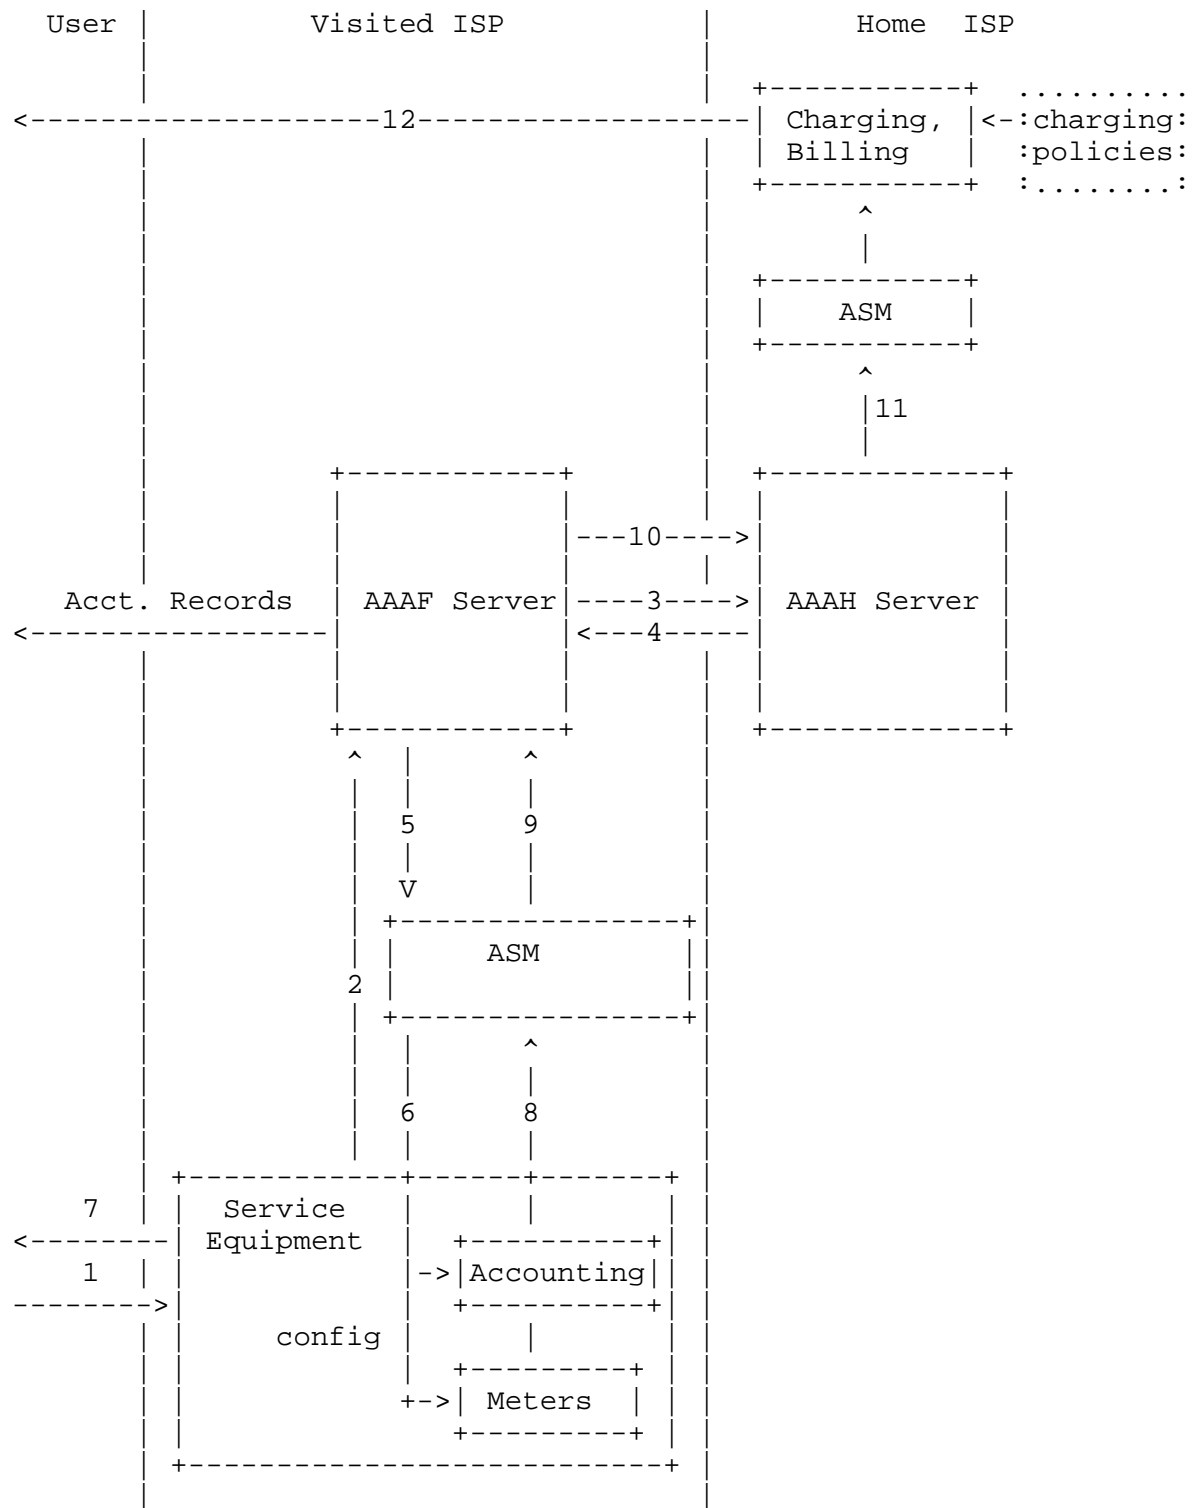 User Visited ISP Home ISP
12 Charging, charging
Billing policies
ASM
11
10
Acct. Records AAAF Server 3 AAAH Server
4
5 9
V
ASM
2
6 8
7 Service
Equipment
1 Accounting
config
Meters